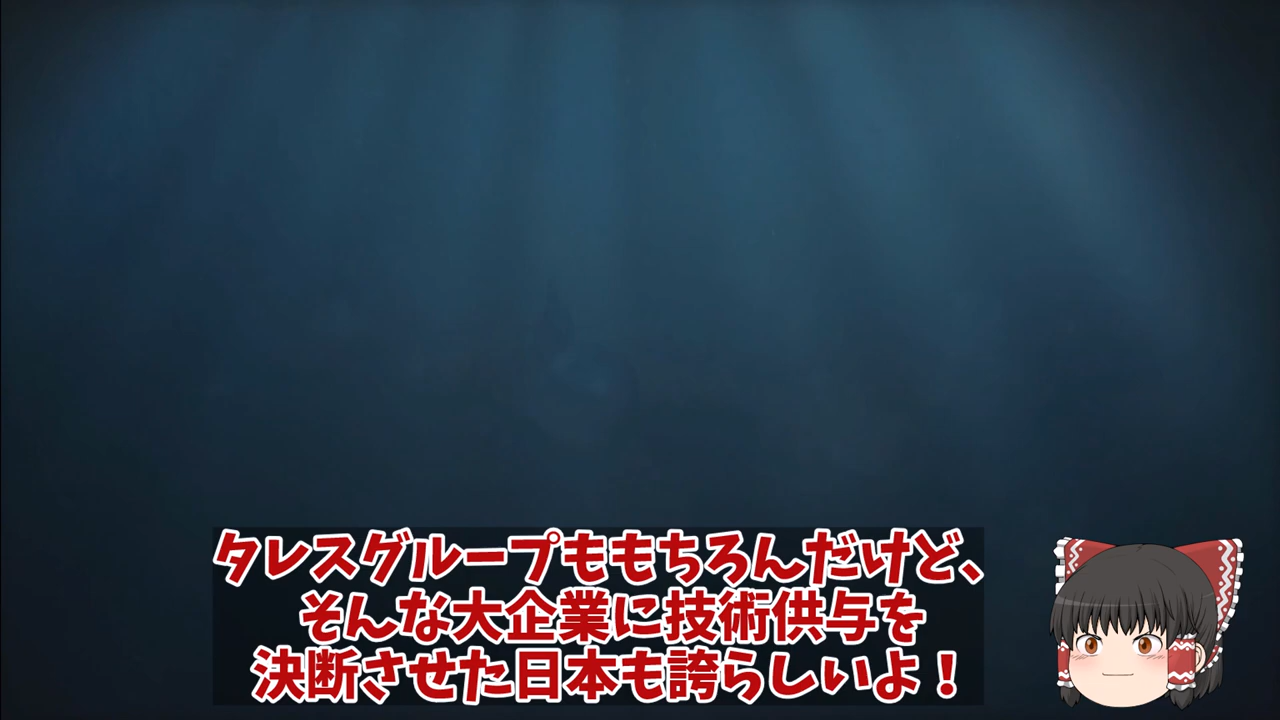 タレスグループももちろんだけど、
そんな大企業に技術供与を
決断させた日本も誇らしいよ！